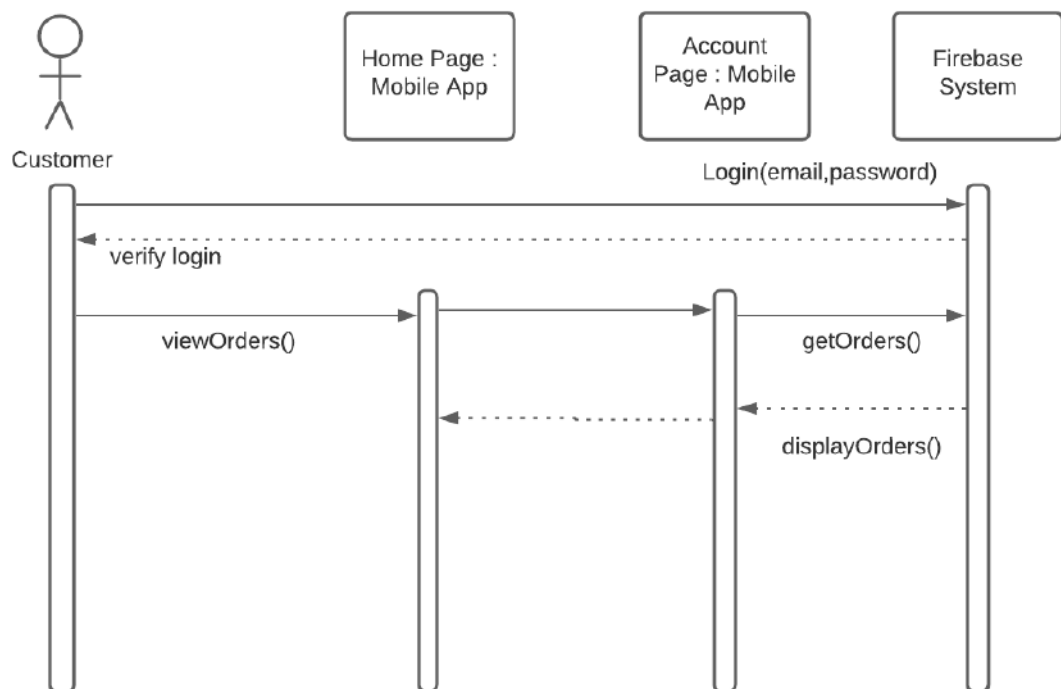 Home Page :
Mobile App
Account
Page : Mobile
App
Firebase
System
Customer
Login(email,password)
verify login
viewOrders()
getOrders()
displayOrders()